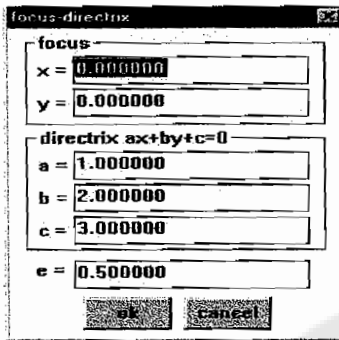 focus-directrix
focus
x = 0.000000
y = 0.000000
directrix ax+by+c=0
a = 1.000000
b = 2.000000
c = 3.000000
e = 0.500000
ok
cancel